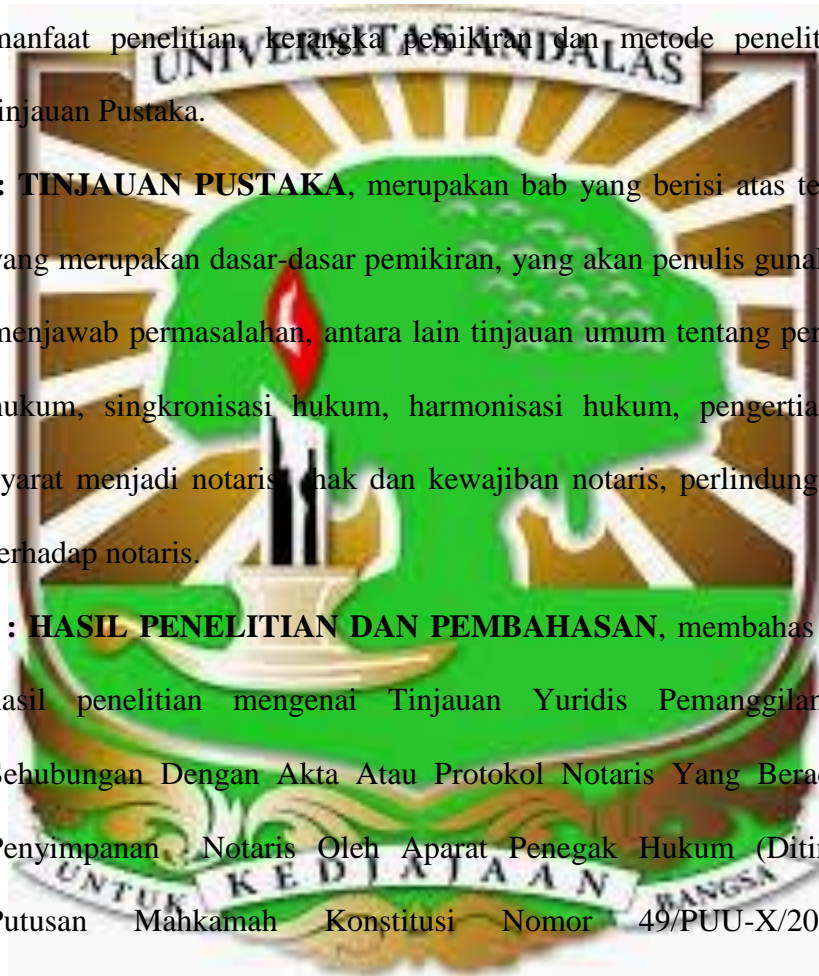 manfaat penelitian, kerangka pemikiran dan metode penelit
UNIVERSITAS ANDALAS
injauan Pustaka.
: TINJAUAN PUSTAKA, merupakan bab yang berisi atas te
yang merupakan dasar-dasar pemikiran, yang akan penulis gunal
menjawab permasalahan, antara lain tinjauan umum tentang per
hukum, singkronisasi hukum, harmonisasi hukum, pengertia
yarat menjadi notaris, hak dan kewajiban notaris, perlindung
terhadap notaris.
: HASIL PENELITIAN DAN PEMBAHASAN, membahas
hasil penelitian mengenai Tinjauan Yuridis Pemanggilan
Sehubungan Dengan Akta Atau Protokol Notaris Yang Bera
Penyimpanan Notaris Oleh Aparat Penegak Hukum (Diti
UNTUK KEDJAJAAN BANGSA
Putusan Mahkamah Konstitusi Nomor 49/PUU-X/20